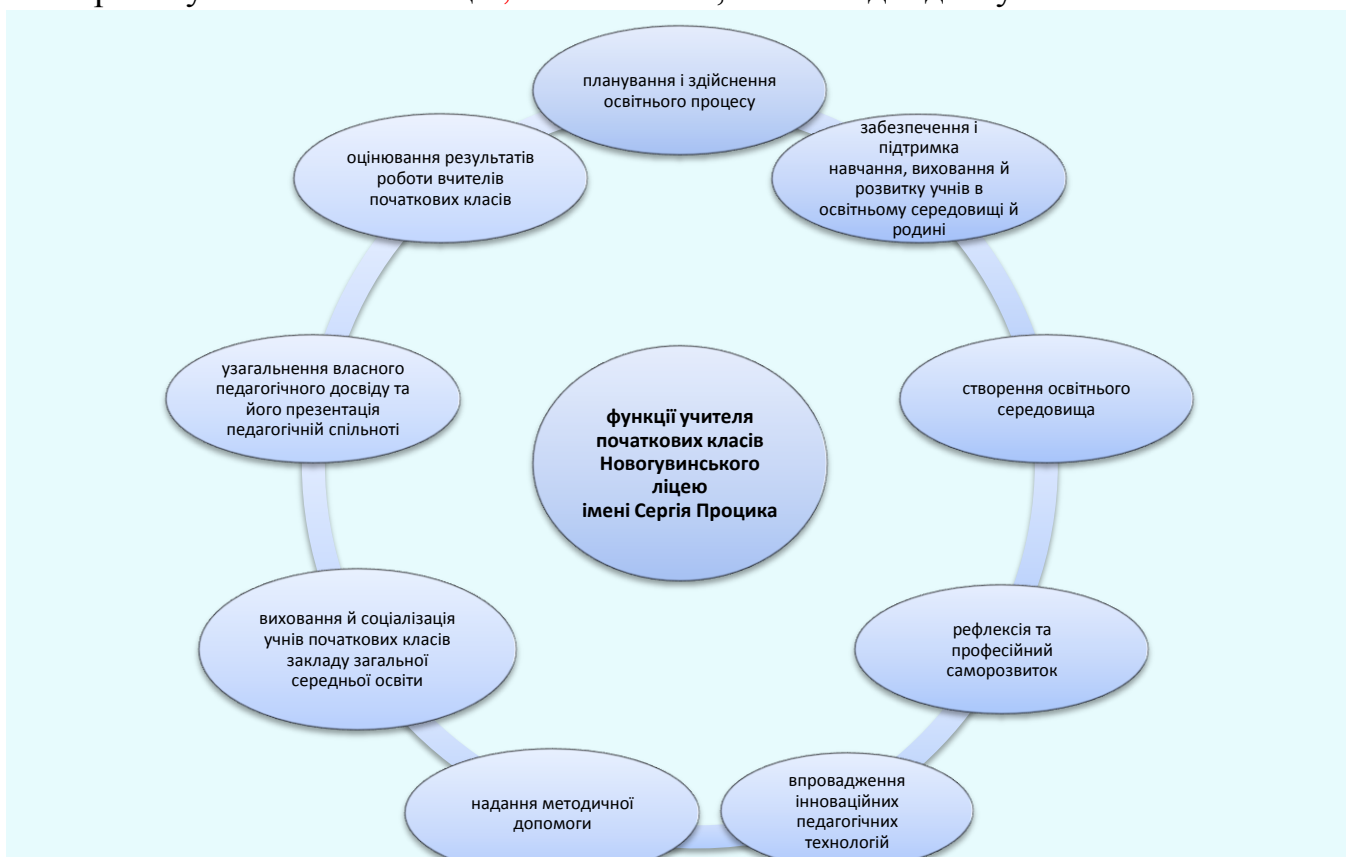 планування і здійснення
освітнього процесу
забезпечення і
підтримка
навчання, виховання й
розвитку учнів в
освітньому середовищі й
родині
створення освітнього
середовища
рефлексія та
професійний
саморозвиток
впровадження
інноваційних
педагогічних
технологій
надання методичної
допомоги
виховання й соціалізація
учнів початкових класів
закладу загальної
середньої освіти
узагальнення власного
педагогічного досвіду та
його презентація
педагогічній спільноті
оцінювання результатів
роботи вчителів
початкових класів
функції учителя
початкових класів
Новогувинського
ліцею
імені Сергія Процика